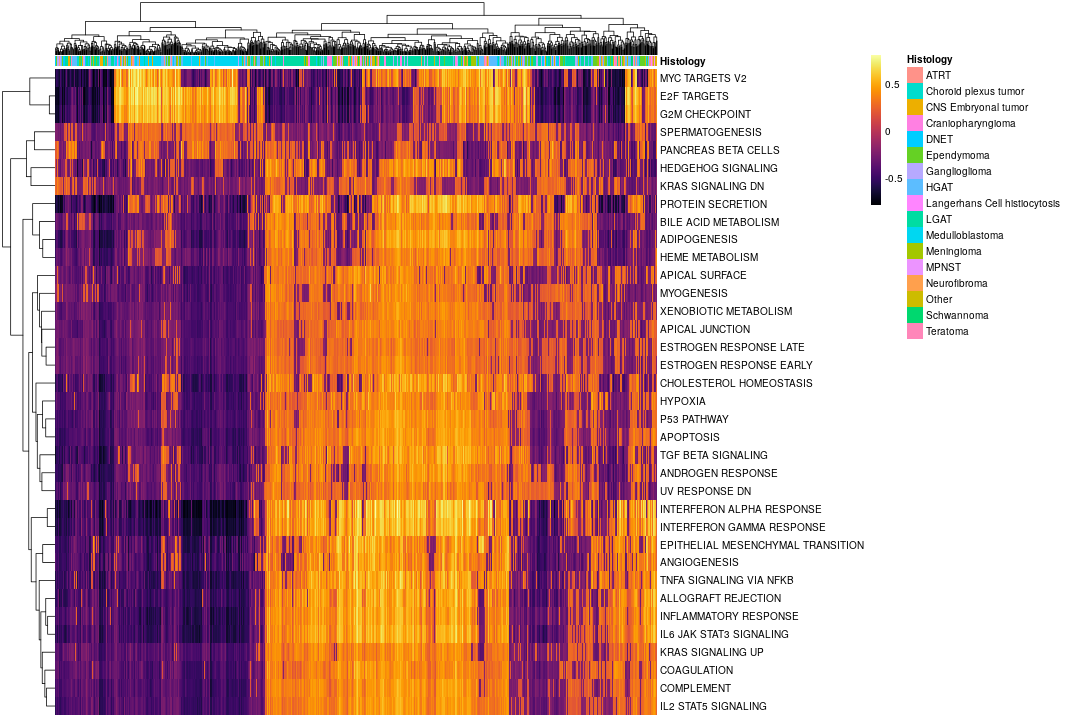 Histology
MYC TARGETS V2
E2F TARGETS
G2M CHECKPOINT
SPERMATOGENESIS
PANCREAS BETA CELLS
HEDGEHOG SIGNALING
KRAS SIGNALING DN
PROTEIN SECRETION
BILE ACID METABOLISM
ADIPOGENESIS
HEME METABOLISM
APICAL SURFACE
MYOGENESIS
XENOBIOTIC METABOLISM
APICAL JUNCTION
ESTROGEN RESPONSE LATE
ESTROGEN RESPONSE EARLY
CHOLESTEROL HOMEOSTASIS
HYPOXIA
P53 PATHWAY
APOPTOSIS
TGF BETA SIGNALING
ANDROGEN RESPONSE
UV RESPONSE DN
INTERFERON ALPHA RESPONSE
INTERFERON GAMMA RESPONSE
EPITHELIAL MESENCHYMAL TRANSITION
ANGIOGENESIS
TNFA SIGNALING VIA NFKB
ALLOGRAFT REJECTION
INFLAMMATORY RESPONSE
IL6 JAK STAT3 SIGNALING
KRAS SIGNALING UP
COAGULATION
COMPLEMENT
IL2 STAT5 SIGNALING
0.5
0
-0.5
Histology
ATRT
Choroid plexus tumor
CNS Embryonal tumor
Craniopharyngioma
DNET
Ependymoma
Ganglioglioma
HGAT
Langerhans Cell histiocytosis
LGAT
Medulloblastoma
Meningioma
MPNST
Neurofibroma
Other
Schwannoma
Teratoma